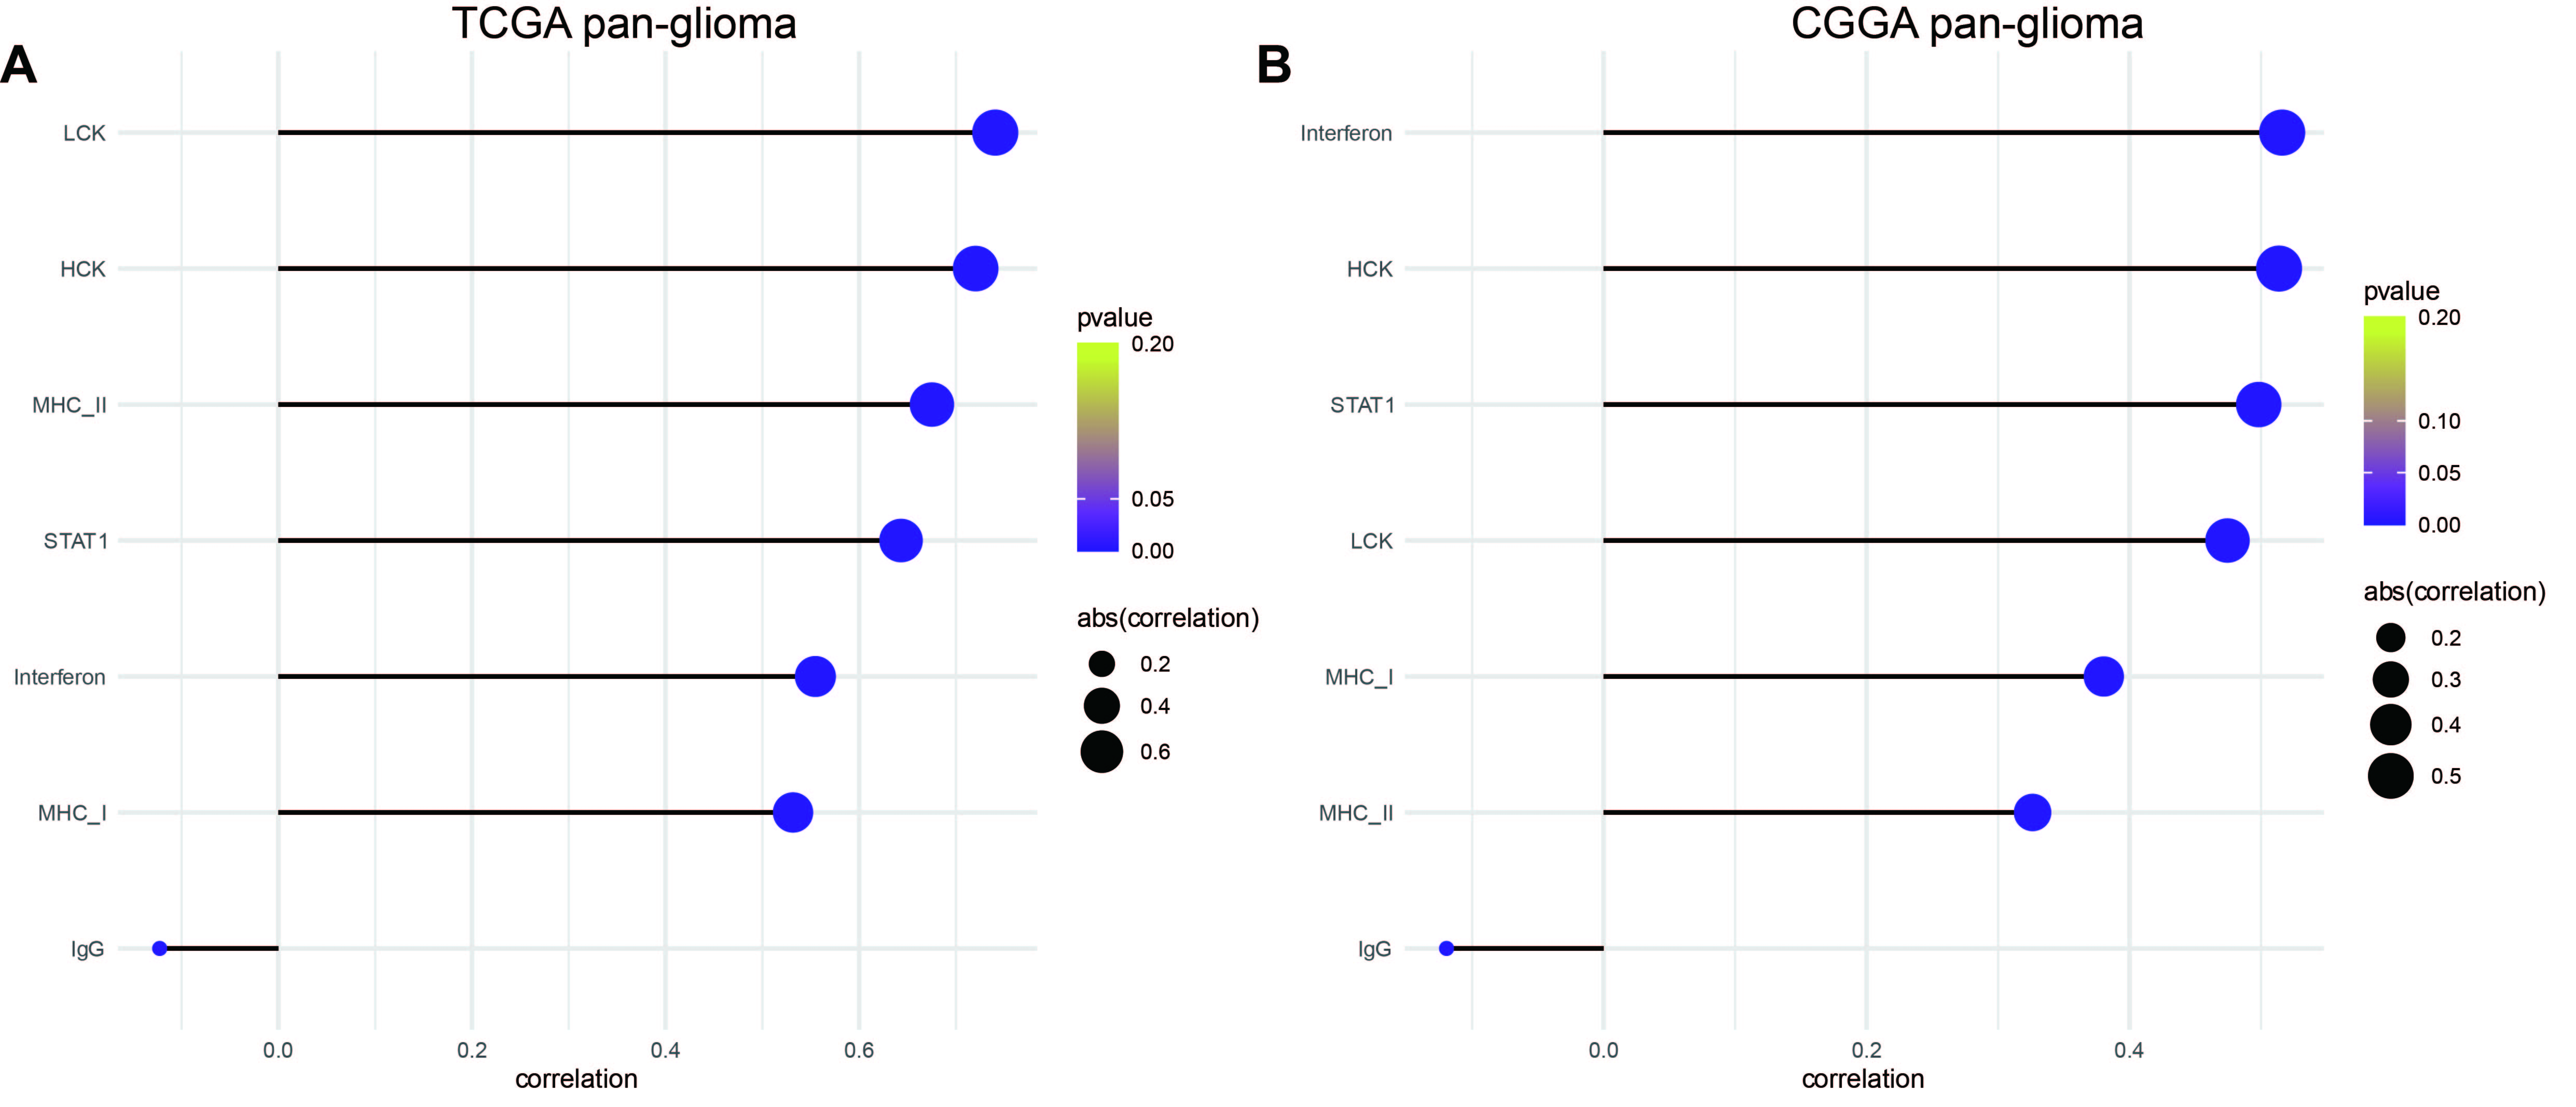 TCGA pan-glioma
A
LCK
HCK
MHC_II
STAT1
Interferon
MHC_I
IgG
0.0 0.2 0.4 0.6
correlation
pvalue
0.20
0.05
0.00
abs(correlation)
0.2
0.4
0.6
CGGA pan-glioma
B
Interferon
HCK
STAT1
LCK
MHC_I
MHC_II
IgG
0.0 0.2 0.4
correlation
pvalue
0.20
0.10
0.05
0.00
abs(correlation)
0.2
0.3
0.4
0.5